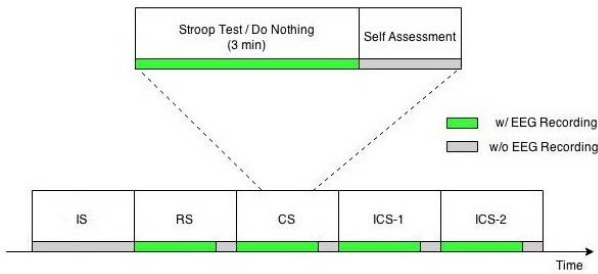 Stroop Test / Do Nothing
(3 min)
Self Assessment
w/ EEG Recording
w/o EEG Recording
IS
RS
CS
ICS-1
ICS-2
Time